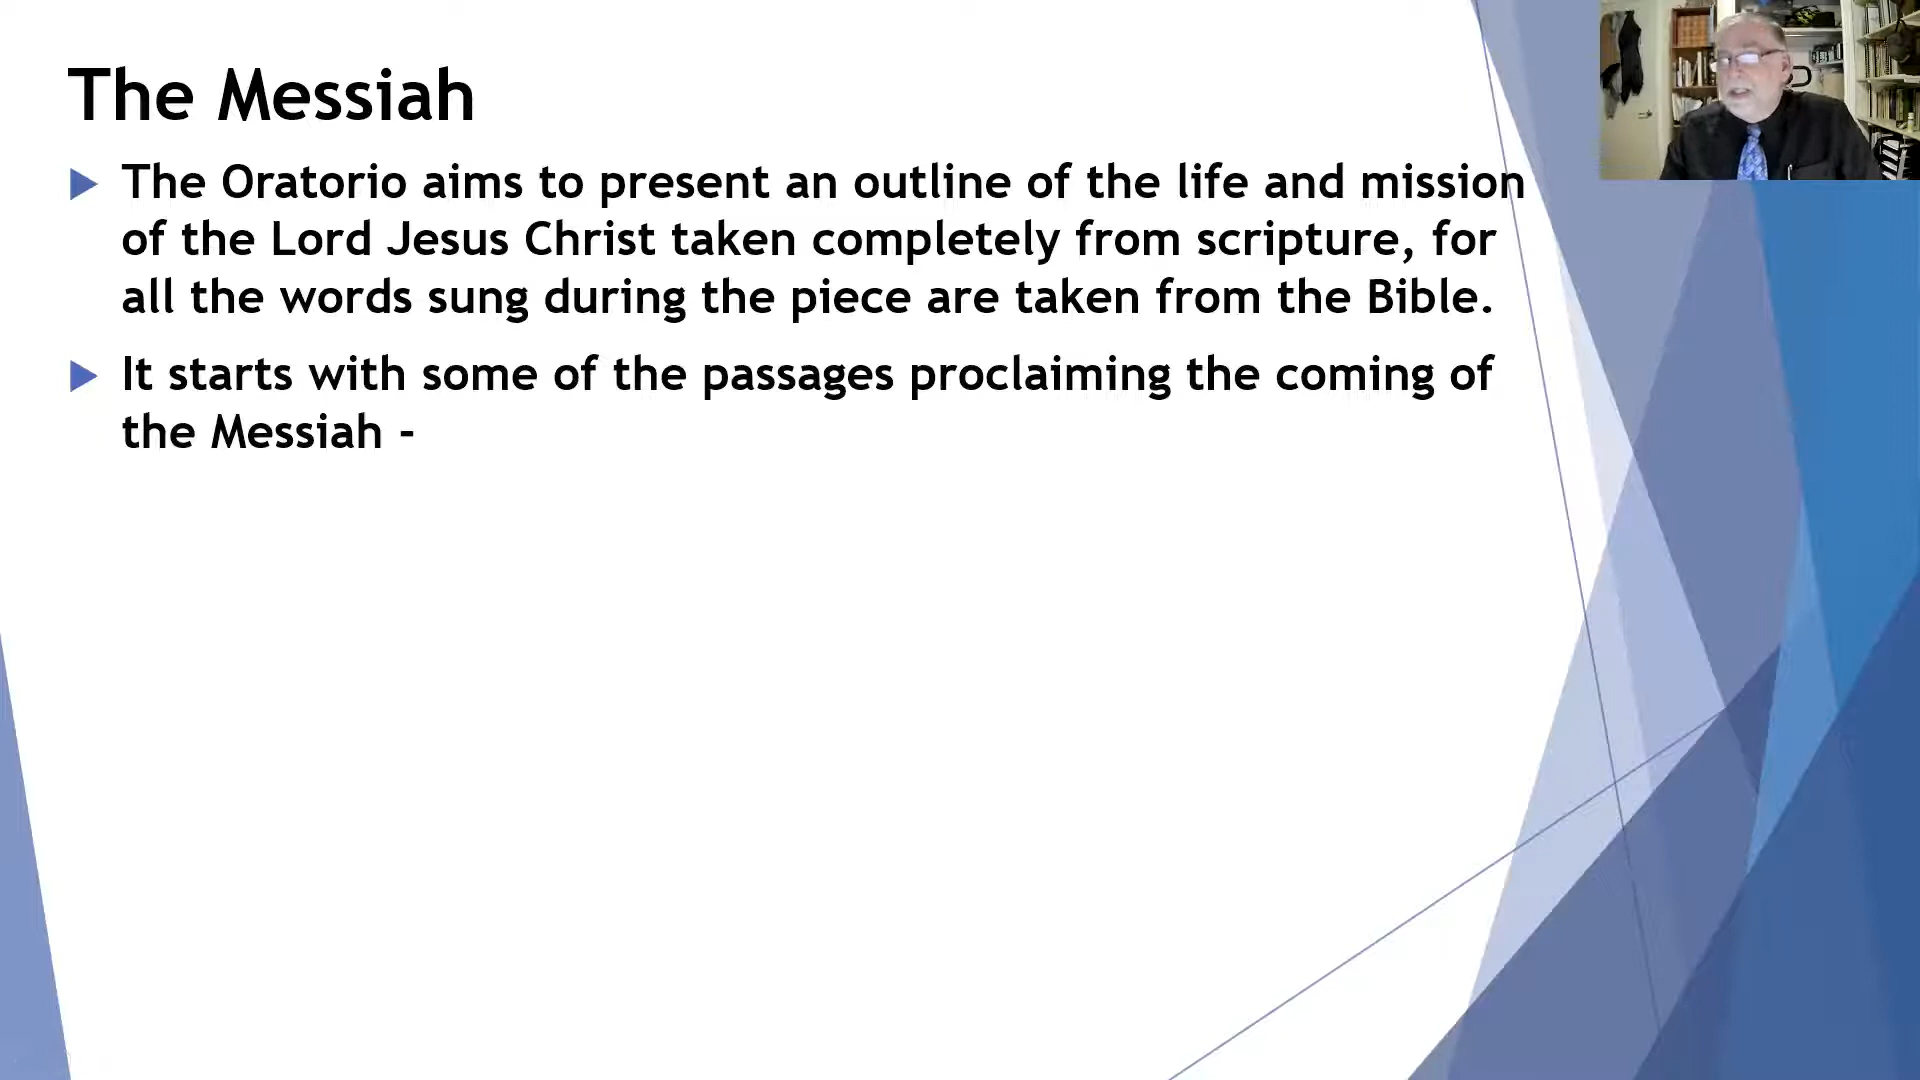 The Messiah
The Oratorio aims to present an outline of the life and mission
of the Lord Jesus Christ taken completely from scripture, for
all the words sung during the piece are taken from the Bible.
It starts with some of the passages proclaiming the coming of
the Messiah -